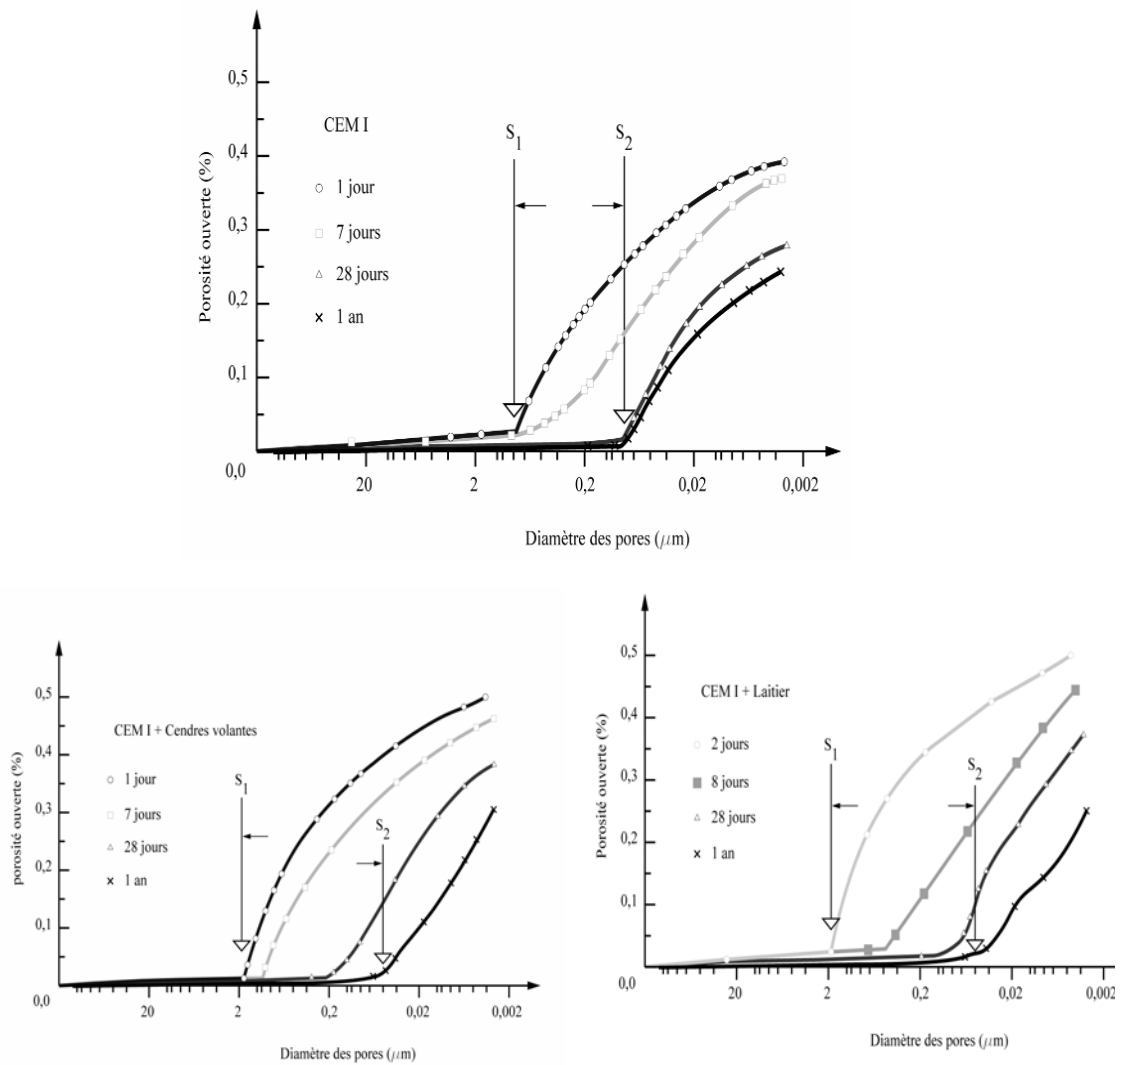 0,5
CEM I
S1
S2
0,4
Porosité ouverte (%)
1 jour
0,3
7 jours
28 jours
0,2
1 an
0,1
0,0
20
2
0,2
0,02
0,002
Diamètre des pores (μm)
0,5
CEM I + Cendres volantes
0,4
porosité ouverte (%)
1 jour
S1
0,3
7 jours
S2
28 jours
0,2
1 an
0,1
0,0
20
2
0,2
0,02
0,002
Diamètre des pores (μm)
0,5
CEM I + Laitier
0,4
Porosité ouverte (%)
2 jours
S1
S2
0,3
8 jours
28 jours
0,2
1 an
0,1
0,0
20
2
0,2
0,02
0,002
Diamètre des pores (μm)